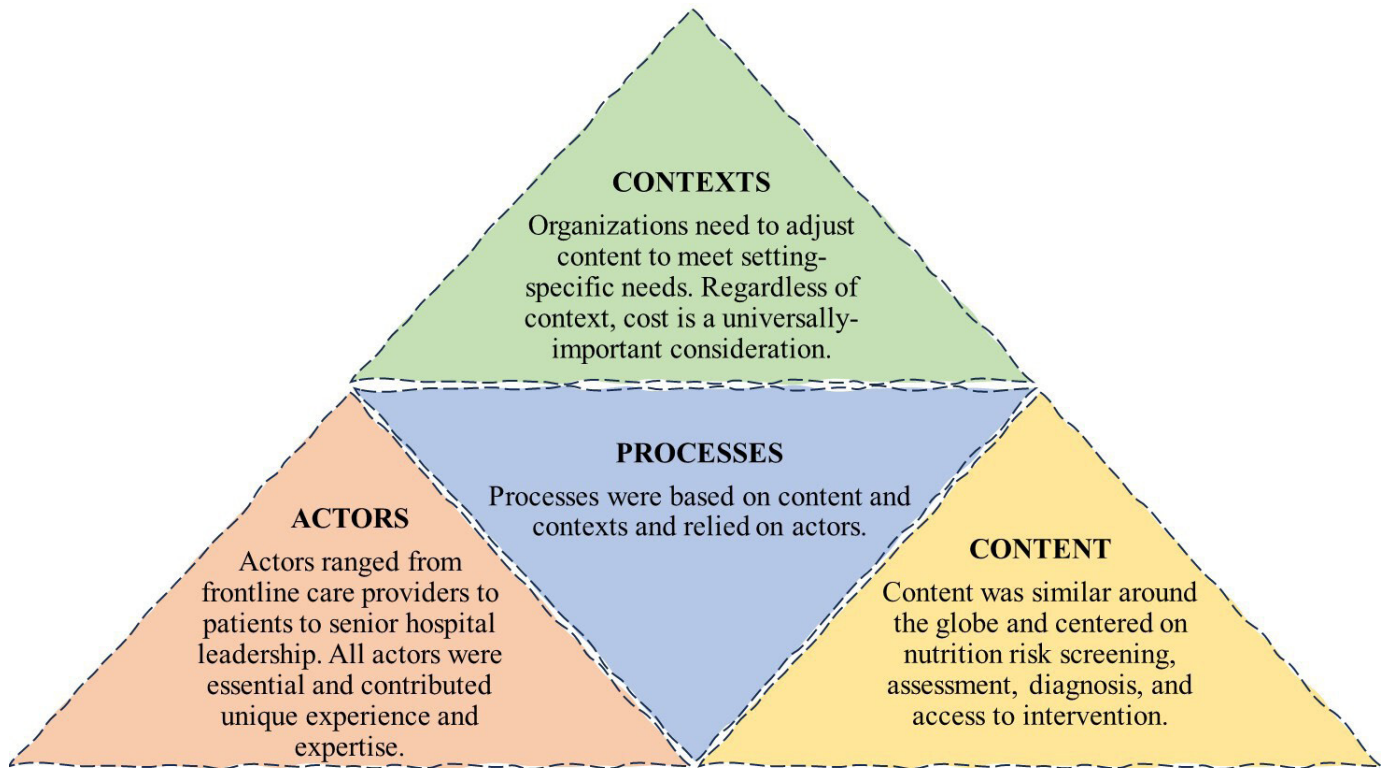 CONTEXTS
Organizations need to adjust
content to meet setting-
specific needs. Regardless of
context, cost is a universally-
important consideration.
PROCESSES
Processes were based on content and
contexts and relied on actors.
ACTORS
Actors ranged from
frontline care providers to
patients to senior hospital
leadership. All actors were
essential and contributed
unique experience and
expertise.
CONTENT
Content was similar around
the globe and centered on
nutrition risk screening,
assessment, diagnosis, and
access to intervention.